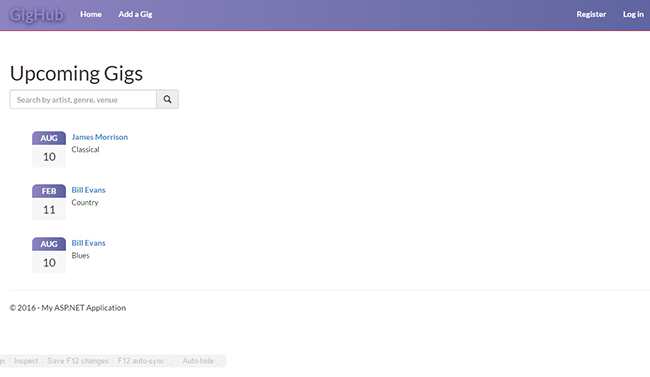 GigHub Home Add a Gig Register Log in
Upcoming Gigs
Search by artist, genre, venue
AUG James Morrison
10 Classical
FEB Bill Evans
11 Country
AUG Bill Evans
10 Blues
© 2016 - My ASP.NET Application
Inspect Save F12 changes F12 auto-sync Auto-hide